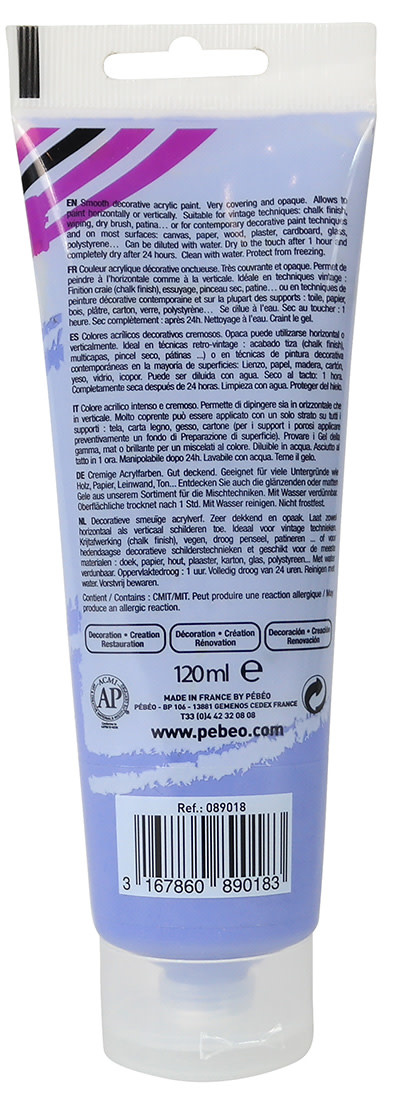 EN Smooth decorative acrylic paint. Very covering and opaque. Allows to
paint horizontally or vertically. Suitable for vintage techniques: chalk finish,
wiping, dry brush, patina… or for contemporary decorative paint techniques
and on most surfaces: canvas, paper, wood, plaster, cardboard, glass,
polystyrene… Can be diluted with water. Dry to the touch after 1 hour and
completely dry after 24 hours. Clean with water. Protect from freezing.
FR Couleur acrylique décorative onctueuse. Très couvrante et opaque. Permet de
peindre à l'horizontale comme à la verticale. Idéale en techniques vintage :
Finition craie (chalk finish), essuyage, pinceau sec, patine… ou en techniques de
peinture décorative contemporaine et sur la plupart des supports : toile, papier,
bois, plâtre, carton, verre, polystyrène… Se dilue à l'eau. Sec au toucher : 1
heure. Sec complètement : après 24h. Nettoyage à l'eau. Craint le gel.
ES Colores acrílicos decorativos cremosos. Opaca puede utilizarse horizontal o
verticalmente. Ideal en técnicas retro-vintage : acabado tiza (chalk finish),
multicapas, pincel seco, pátinas ...) o en técnicas de pintura decorativa
contemporáneas en la mayoría de superficies: Lienzo, papel, madera, cartón,
yeso, vidrio, icopor. Puede ser diluida con agua. Seco al tacto: 1 hora.
Completamente seca después de 24 horas. Limpieza con agua. Proteger del hielo.
IT Colore acrilico intenso e cremoso. Permette di dipingere sia in orizzontale che
in verticale. Molto coprente può essere applicato con un solo strato su tutti i
supporti : tela, carta legno, gesso, cartone (per i support i porosi applicare
preventivamente un fondo di Preparazione di superficie). Provare i Gel della
gamma, mat o brillante per un miscelati al colore. Diluible in acqua, Asciutto al
tatto in 1 ora. Manipolabile dopo 24h. Lavabile con acqua. Teme il gelo.
DE Cremige Acrylfarben. Gut deckend. Geeignet für viele Untergründe wie
Holz, Papier, Leinwand, Ton... Entdecken Sie auch die glänzenden oder matten
Gele aus unserem Sortiment für die Mischtechniken. Mit Wasser verdünnbar.
Oberflächliche trocknet nach 1 Std. Mit Wasser reinigen. Nicht frostfest.
NL Decoratieve smeuïge acrylverf. Zeer dekkend en opaak. Laat zowel
horizontaal als verticaal schilderen toe. Ideaal voor vintage technieken:
Krijtafwerking (chalk finish), vegen, droog penseel, patineren ... of voor
hedendaagse decoratieve schilderstechnieken et geschikt voor de meeste
materialen : doek, papier, hout, plaaster, karton, glas, polystyreen... Met water
verdunbaar. Oppervlaktedroog : 1 uur. Volledig droog van 24 uren. Reinigen met
water. Vorstvrij bewaren.
Contient / Contains : CMIT/MIT. Peut produire une réaction allergique / May
produce an allergic reaction.
Decoration • Creation
Restauration
Décoration • Création
Rénovation
Decoración • Creación
Renovación
ACMI
AP
120ml e
MADE IN FRANCE BY PÉBÉO
PÉBÉO - BP 106 - 13881 GEMENOS CEDEX FRANCE
T33 (0)4 42 32 08 08
www.pebeo.com
Ref.: 089018
3 167860 890183